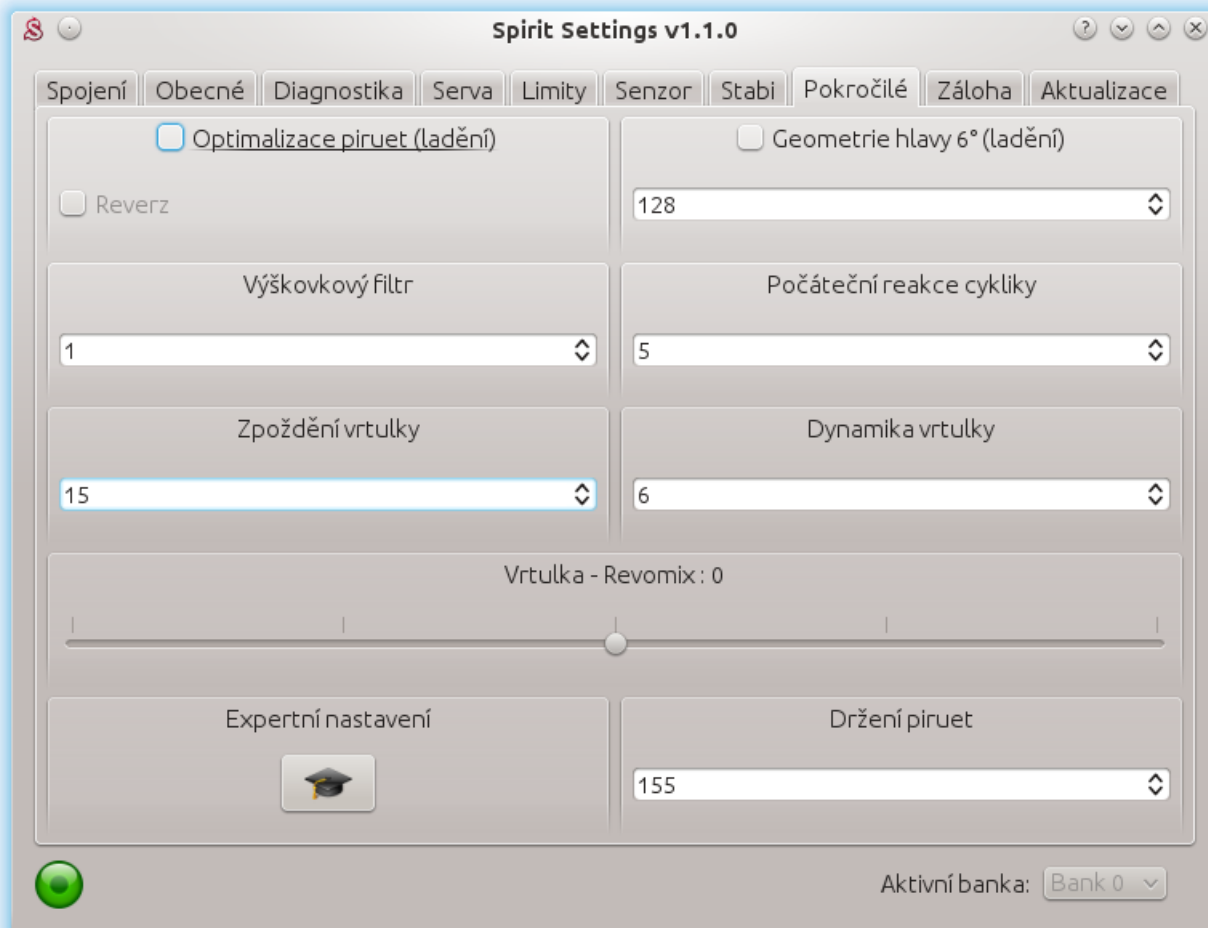 Spirit Settings v1.1.0
Spojení Obecné Diagnostika Serva Limity Senzor Stabi Pokročilé Záloha Aktualizace
Optimalizace piruet (ladění)
Geometrie hlavy 6° (ladění)
Reverz
128
Výškovkový filtr
Počáteční reakce cykliky
1
5
Zpoždění vrtulky
Dynamika vrtulky
15
6
Vrtulka - Revomix : 0
Expertní nastavení
Držení piruet
155
Aktivní banka: Bank 0